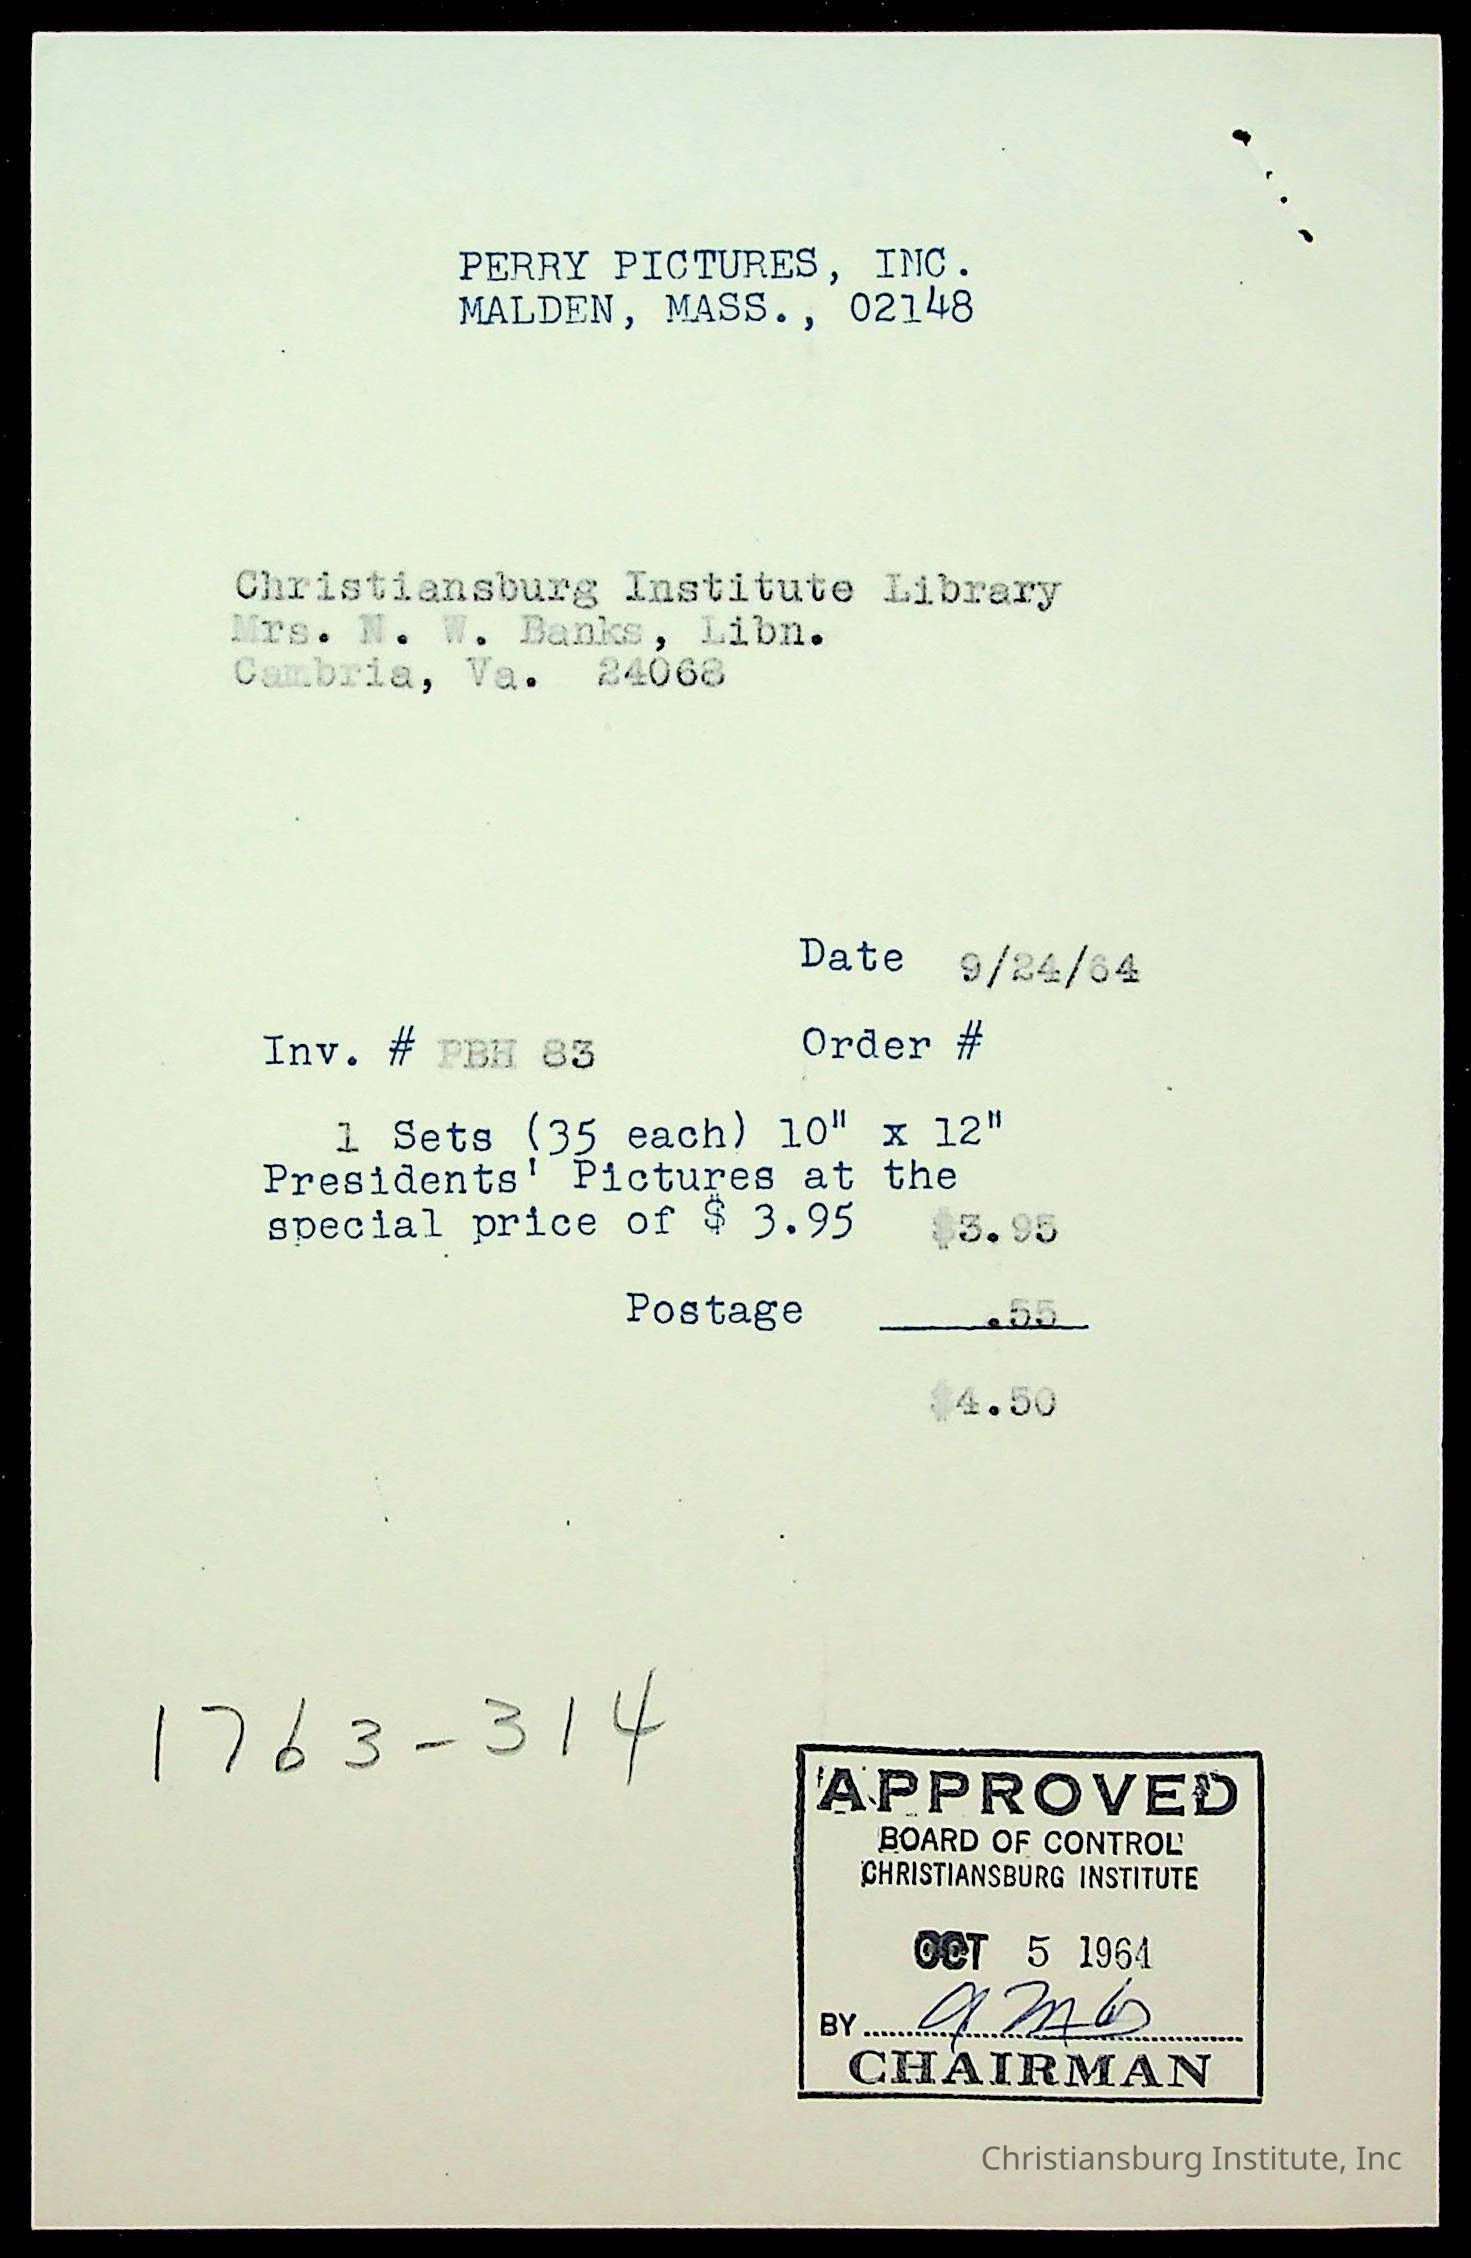 PERRY PICTURES, INC.
MALDEN, MASS., 02148
Christiansburg Institute Library
Mrs. N. W. Banks, Libn.
Cambria, Va. 24068
Date 9/24/64
Inv. # PBH 83 Order #
1 Sets (35 each) 10" x 12"
Presidents' Pictures at the
special price of $ 3.95 $3.95
Postage .55
$4.50
1763-314
APPROVED
BOARD OF CONTROL
CHRISTIANSBURG INSTITUTE
OCT 5 1964
BY
CHAIRMAN
Christiansburg Institute, Inc